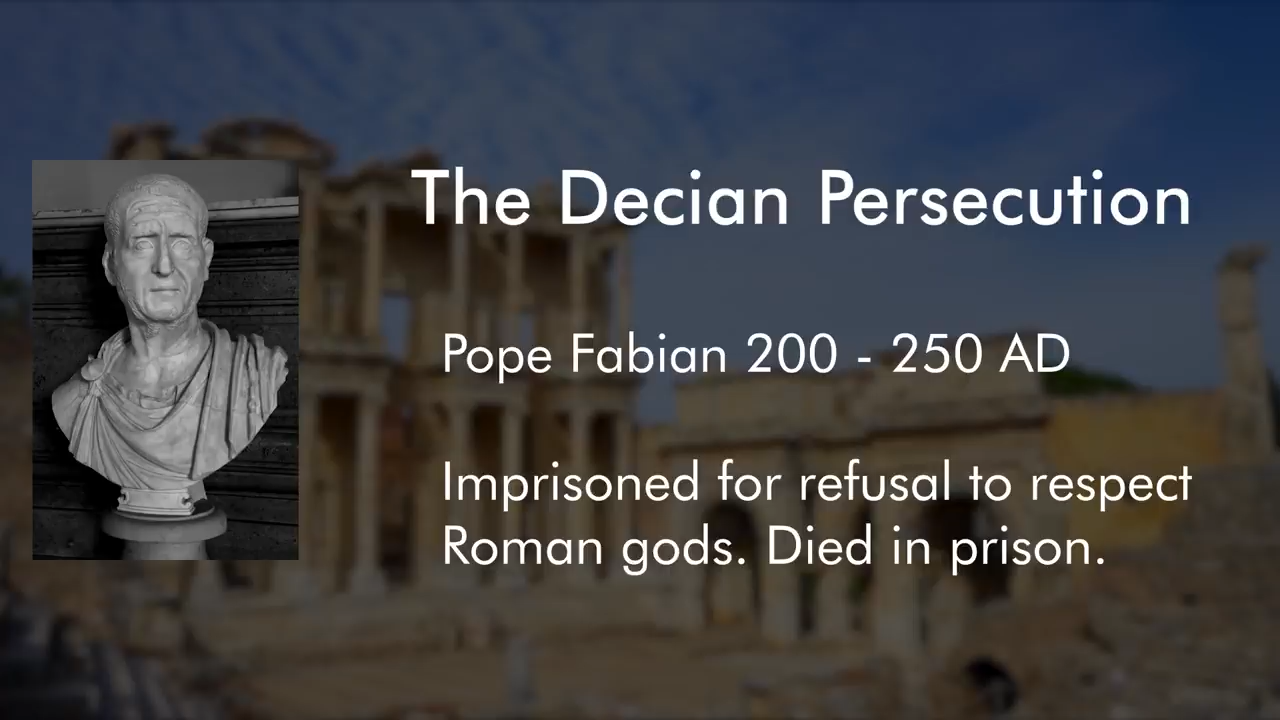 The Decian Persecution
Pope Fabian 200 - 250 AD
Imprisoned for refusal to respect
Roman gods. Died in prison.